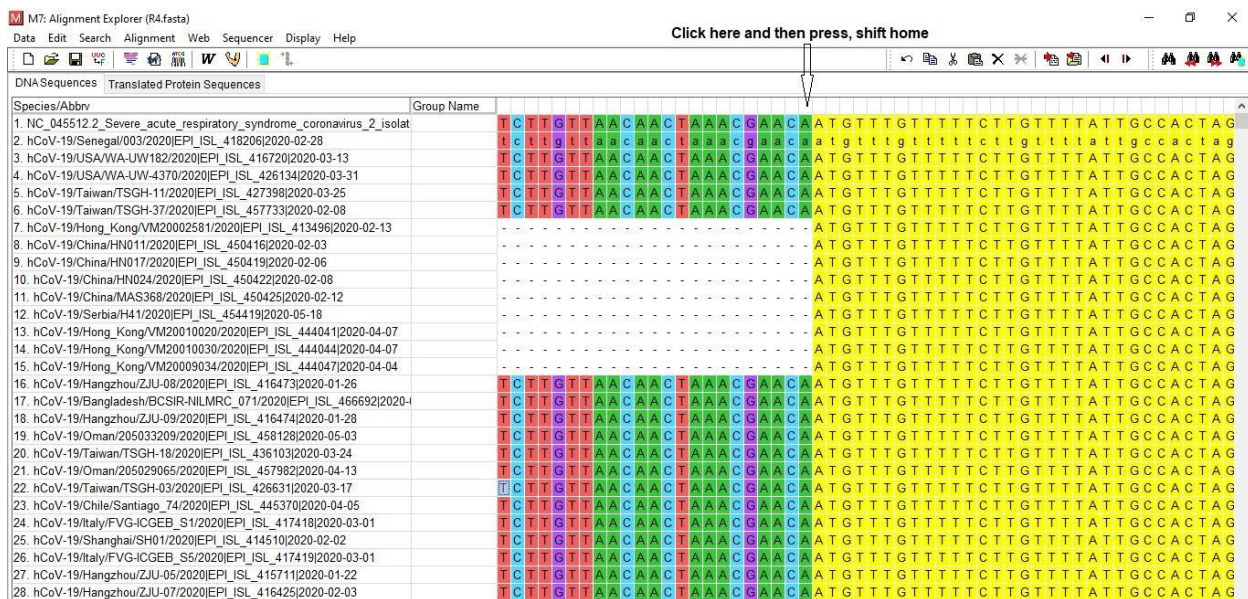 M M7: Alignment Explorer (R4.fasta)
Data Edit Search Alignment Web Sequencer Display Help
Click here and then press, shift home
W
DNA Sequences Translated Protein Sequences
Species/Abbrv Group Name
1. NC_045512.2_Severe_acute_respiratory_syndrome_coronavirus_2_isolat T C T T G T T A A C A A C T A A A C G A A C A A T G T T T G T T T T T C T T G T T T T A T T G C C A C T A G
2. hCoV-19/Senegal/003/2020|EPI_ISL_418206|2020-02-28 t c t t g t t a a c a a c t a a a c g a a c a a t g t t t g t t t t t c t t g t t t t a t t g c c a c t a g
3. hCoV-19/USA/WA-UW182/2020|EPI_ISL_416720|2020-03-13 T C T T G T T A A C A A C T A A A C G A A C A A T G T T T G T T T T T C T T G T T T T A T T G C C A C T A G
4. hCoV-19/USA/WA-UW-4370/2020|EPI_ISL_426134|2020-03-31 T C T T G T T A A C A A C T A A A C G A A C A A T G T T T G T T T T T C T T G T T T T A T T G C C A C T A G
5. hCoV-19/Taiwan/TSGH-11/2020|EPI_ISL_427398|2020-03-25 T C T T G T T A A C A A C T A A A C G A A C A A T G T T T G T T T T T C T T G T T T T A T T G C C A C T A G
6. hCoV-19/Taiwan/TSGH-37/2020|EPI_ISL_457733|2020-02-08 T C T T G T T A A C A A C T A A A C G A A C A A T G T T T G T T T T T C T T G T T T T A T T G C C A C T A G
7. hCoV-19/Hong_Kong/VM20002581/2020|EPI_ISL_413496|2020-02-13 - - - - - - - - - - - - - - - - - - - - - - - A T G T T T G T T T T T C T T G T T T T A T T G C C A C T A G
8. hCoV-19/China/HN011/2020|EPI_ISL_450416|2020-02-03 - - - - - - - - - - - - - - - - - - - - - - - A T G T T T G T T T T T C T T G T T T T A T T G C C A C T A G
9. hCoV-19/China/HN017/2020|EPI_ISL_450419|2020-02-06 - - - - - - - - - - - - - - - - - - - - - - - A T G T T T G T T T T T C T T G T T T T A T T G C C A C T A G
10. hCoV-19/China/HN024/2020|EPI_ISL_450422|2020-02-08 - - - - - - - - - - - - - - - - - - - - - - - A T G T T T G T T T T T C T T G T T T T A T T G C C A C T A G
11. hCoV-19/China/MAS368/2020|EPI_ISL_450425|2020-02-12 - - - - - - - - - - - - - - - - - - - - - - - A T G T T T G T T T T T C T T G T T T T A T T G C C A C T A G
12. hCoV-19/Serbia/H41/2020|EPI_ISL_454419|2020-05-18 - - - - - - - - - - - - - - - - - - - - - - - A T G T T T G T T T T T C T T G T T T T A T T G C C A C T A G
13. hCoV-19/Hong_Kong/VM20010020/2020|EPI_ISL_444041|2020-04-07 - - - - - - - - - - - - - - - - - - - - - - - A T G T T T G T T T T T C T T G T T T T A T T G C C A C T A G
14. hCoV-19/Hong_Kong/VM20010030/2020|EPI_ISL_444044|2020-04-07 - - - - - - - - - - - - - - - - - - - - - - - A T G T T T G T T T T T C T T G T T T T A T T G C C A C T A G
15. hCoV-19/Hong_Kong/VM20009034/2020|EPI_ISL_444047|2020-04-04 - - - - - - - - - - - - - - - - - - - - - - - A T G T T T G T T T T T C T T G T T T T A T T G C C A C T A G
16. hCoV-19/Hangzhou/ZJU-08/2020|EPI_ISL_416473|2020-01-26 T C T T G T T A A C A A C T A A A C G A A C A A T G T T T G T T T T T C T T G T T T T A T T G C C A C T A G
17. hCoV-19/Bangladesh/BCSIR-NILMRC_071/2020|EPI_ISL_466692|2020- T C T T G T T A A C A A C T A A A C G A A C A A T G T T T G T T T T T C T T G T T T T A T T G C C A C T A G
18. hCoV-19/Hangzhou/ZJU-09/2020|EPI_ISL_416474|2020-01-28 T C T T G T T A A C A A C T A A A C G A A C A A T G T T T G T T T T T C T T G T T T T A T T G C C A C T A G
19. hCoV-19/Oman/205033209/2020|EPI_ISL_458128|2020-05-03 T C T T G T T A A C A A C T A A A C G A A C A A T G T T T G T T T T T C T T G T T T T A T T G C C A C T A G
20. hCoV-19/Taiwan/TSGH-18/2020|EPI_ISL_436103|2020-03-24 T C T T G T T A A C A A C T A A A C G A A C A A T G T T T G T T T T T C T T G T T T T A T T G C C A C T A G
21. hCoV-19/Oman/205029065/2020|EPI_ISL_457982|2020-04-13 T C T T G T T A A C A A C T A A A C G A A C A A T G T T T G T T T T T C T T G T T T T A T T G C C A C T A G
22. hCoV-19/Taiwan/TSGH-03/2020|EPI_ISL_426631|2020-03-17 T C T T G T T A A C A A C T A A A C G A A C A A T G T T T G T T T T T C T T G T T T T A T T G C C A C T A G
23. hCoV-19/Chile/Santiago_74/2020|EPI_ISL_445370|2020-04-05 T C T T G T T A A C A A C T A A A C G A A C A A T G T T T G T T T T T C T T G T T T T A T T G C C A C T A G
24. hCoV-19/Italy/FVG-ICGEB_S1/2020|EPI_ISL_417418|2020-03-01 T C T T G T T A A C A A C T A A A C G A A C A A T G T T T G T T T T T C T T G T T T T A T T G C C A C T A G
25. hCoV-19/Shanghai/SH01/2020|EPI_ISL_414510|2020-02-02 T C T T G T T A A C A A C T A A A C G A A C A A T G T T T G T T T T T C T T G T T T T A T T G C C A C T A G
26. hCoV-19/Italy/FVG-ICGEB_S5/2020|EPI_ISL_417419|2020-03-01 T C T T G T T A A C A A C T A A A C G A A C A A T G T T T G T T T T T C T T G T T T T A T T G C C A C T A G
27. hCoV-19/Hangzhou/ZJU-05/2020|EPI_ISL_415711|2020-01-22 T C T T G T T A A C A A C T A A A C G A A C A A T G T T T G T T T T T C T T G T T T T A T T G C C A C T A G
28. hCoV-19/Hangzhou/ZJU-07/2020|EPI_ISL_416425|2020-02-03 T C T T G T T A A C A A C T A A A C G A A C A A T G T T T G T T T T T C T T G T T T T A T T G C C A C T A G